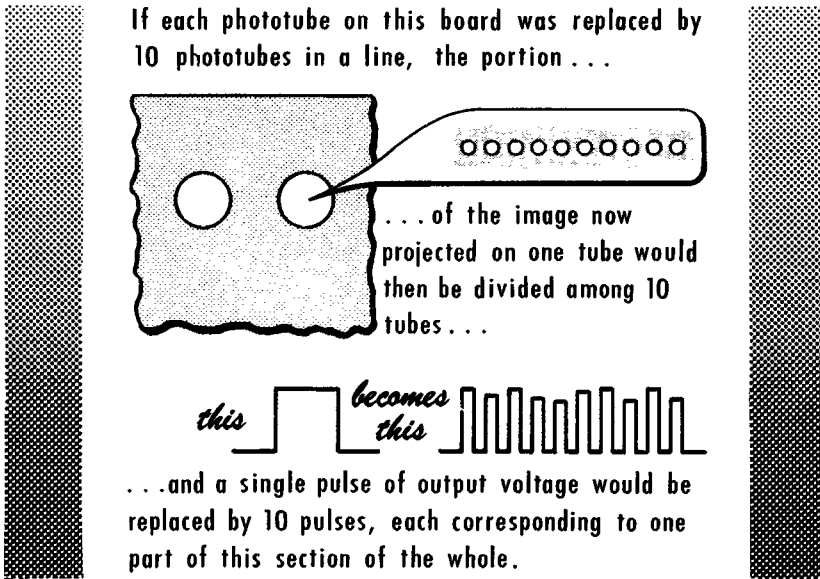 If each phototube on this board was replaced by
10 phototubes in a line, the portion . . .
. . . of the image now
projected on one tube would
then be divided among 10
tubes . . .
this becomes
this
. . .and a single pulse of output voltage would be
replaced by 10 pulses, each corresponding to one
part of this section of the whole.